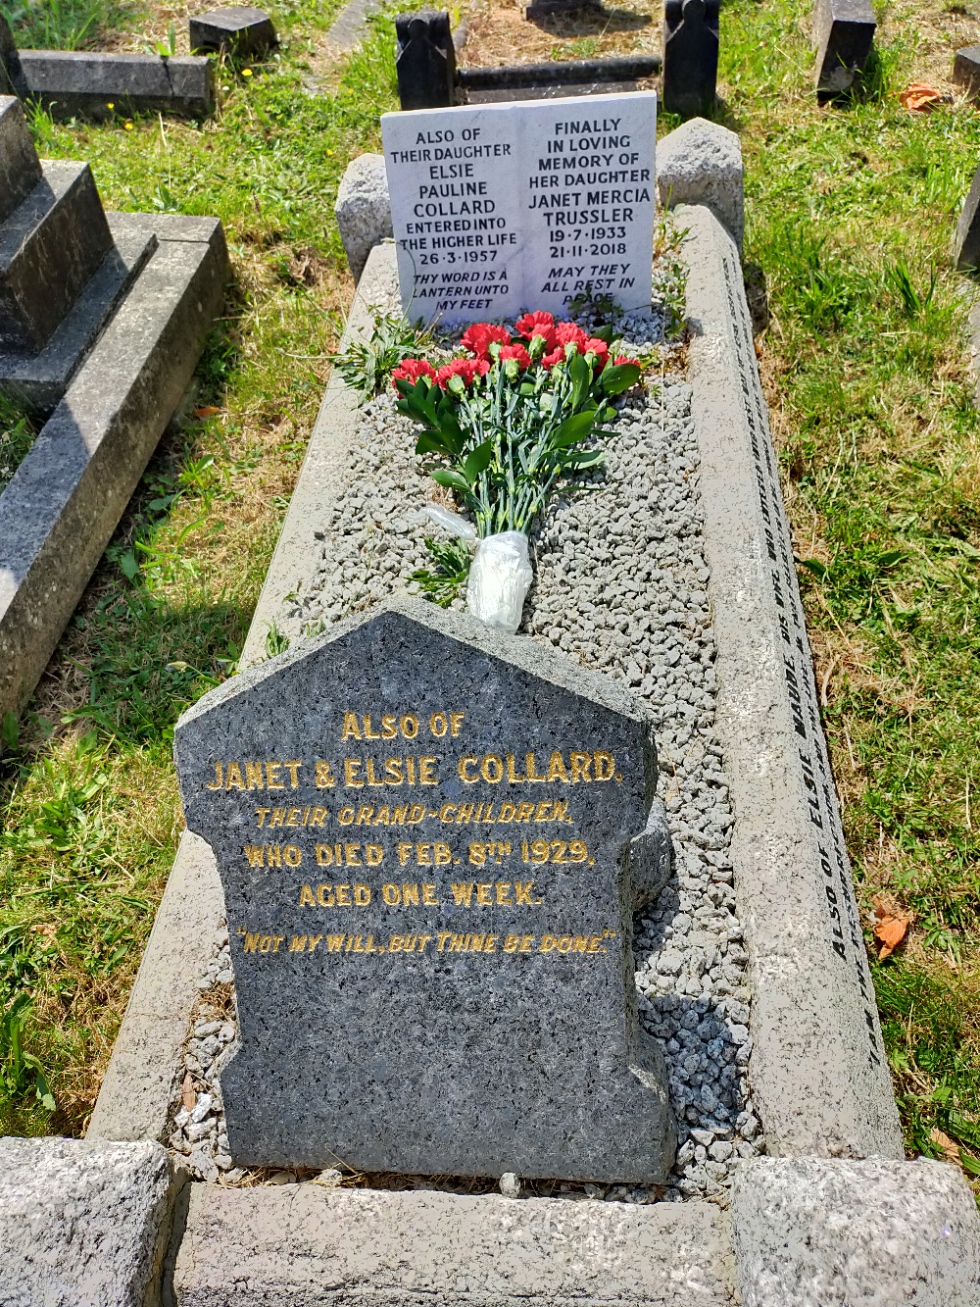 ALSO OF
THEIR DAUGHTER
ELSIE
PAULINE
COLLARD
ENTERED INTO
THE HIGHER LIFE
26·3·1957
THY WORD IS A
LANTERN UNTO
MY FEET
FINALLY
IN LOVING
MEMORY OF
HER DAUGHTER
JANET MERCIA
TRUSSLER
19·7·1933
21·11·2018
MAY THEY
ALL REST IN
PEACE
ALSO OF
JANET & ELSIE COLLARD.
THEIR GRAND~CHILDREN,
WHO DIED FEB. 8TH 1929,
AGED ONE WEEK.
"NOT MY WILL, BUT THINE BE DONE."
ALSO OF ELSIE MAUDE